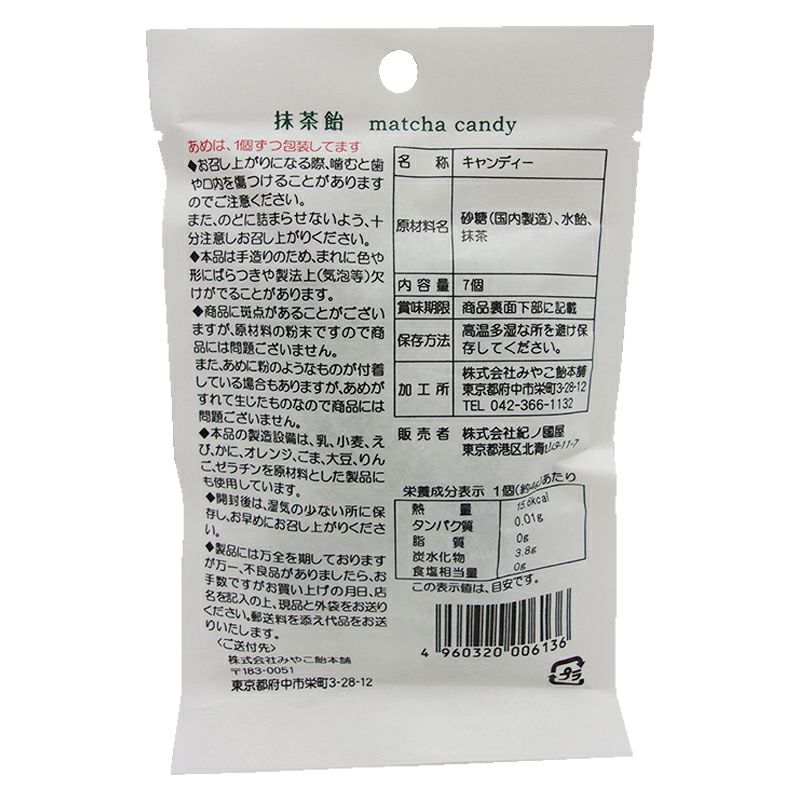 抹茶飴 matcha candy
あめは、1個ずつ包装してます
◆お召し上がりになる際、噛むと歯
や口内を傷つけることがあります
のでご注意ください。
また、のどに詰まらせないよう、十
分注意しお召し上がりください。
◆本品は手造りのため、まれに色や
形にばらつきや製法上(気泡等)欠
けがでることがあります。
◆商品に斑点があることがござい
ますが、原材料の粉末ですので商
品には問題ございません。
また、あめに粉のようなものが付着
している場合もありますが、あめが
すれて生じたものなので商品には
問題ございません。
◆本品の製造設備は、乳、小麦、え
び、かに、オレンジ、ごま、大豆、りん
ご、ゼラチンを原材料とした製品に
も使用しています。
◆開封後は、湿気の少ない所に保
存し、お早めにお召し上がりくださ
い。
◆製品には万全を期しております
が万一、不良品がありましたら、お
手数ですがお買い上げの月日、店
名を記入の上、現品と外袋をお送り
ください。郵送料を添え代品をお送
りいたします。
〈ご送付先〉
株式会社みやこ飴本舗
〒183-0051
東京都府中市栄町3-28-12
名称 キャンディー
原材料名 砂糖(国内製造)、水飴、
抹茶
内容量 7個
賞味期限 商品裏面下部に記載
保存方法 高温多湿な所を避け保
存してください。
加工所 株式会社みやこ飴本舗
東京都府中市栄町3-28-12
TEL 042-366-1132
販売者 株式会社紀ノ國屋
東京都港区北青山3-11-7
栄養成分表示 1個(約4g)あたり
熱量 15.6kcal
タンパク質 0.01g
脂質 0g
炭水化物 3.8g
食塩相当量 0g
この表示値は、目安です。
4 960320 006136
プラ